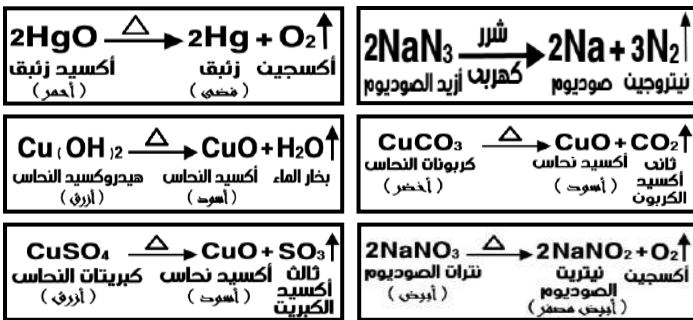 2HgO △→ 2Hg + O₂↑
أكسيد زئبق زئبق أكسجين
(أحمر) (فضى)
2NaN₃ شرر كهربى → 2Na + 3N₂↑
أزيد الصوديوم صوديوم نيتروجين
Cu(OH)₂ △→ CuO + H₂O↑
هيدروكسيد النحاس أكسيد النحاس بخار الماء
(أزرق) (أسود)
CuCO₃ △→ CuO + CO₂↑
كربونات النحاس أكسيد نحاس ثانى أكسيد الكربون
(أخضر) (أسود)
CuSO₄ △→ CuO + SO₃↑
كبريتات النحاس أكسيد نحاس ثالث أكسيد الكبريت
(أزرق) (أسود)
2NaNO₃ △→ 2NaNO₂ + O₂↑
نترات الصوديوم نيتريت الصوديوم أكسجين
(أبيض) (أبيض مصفر)